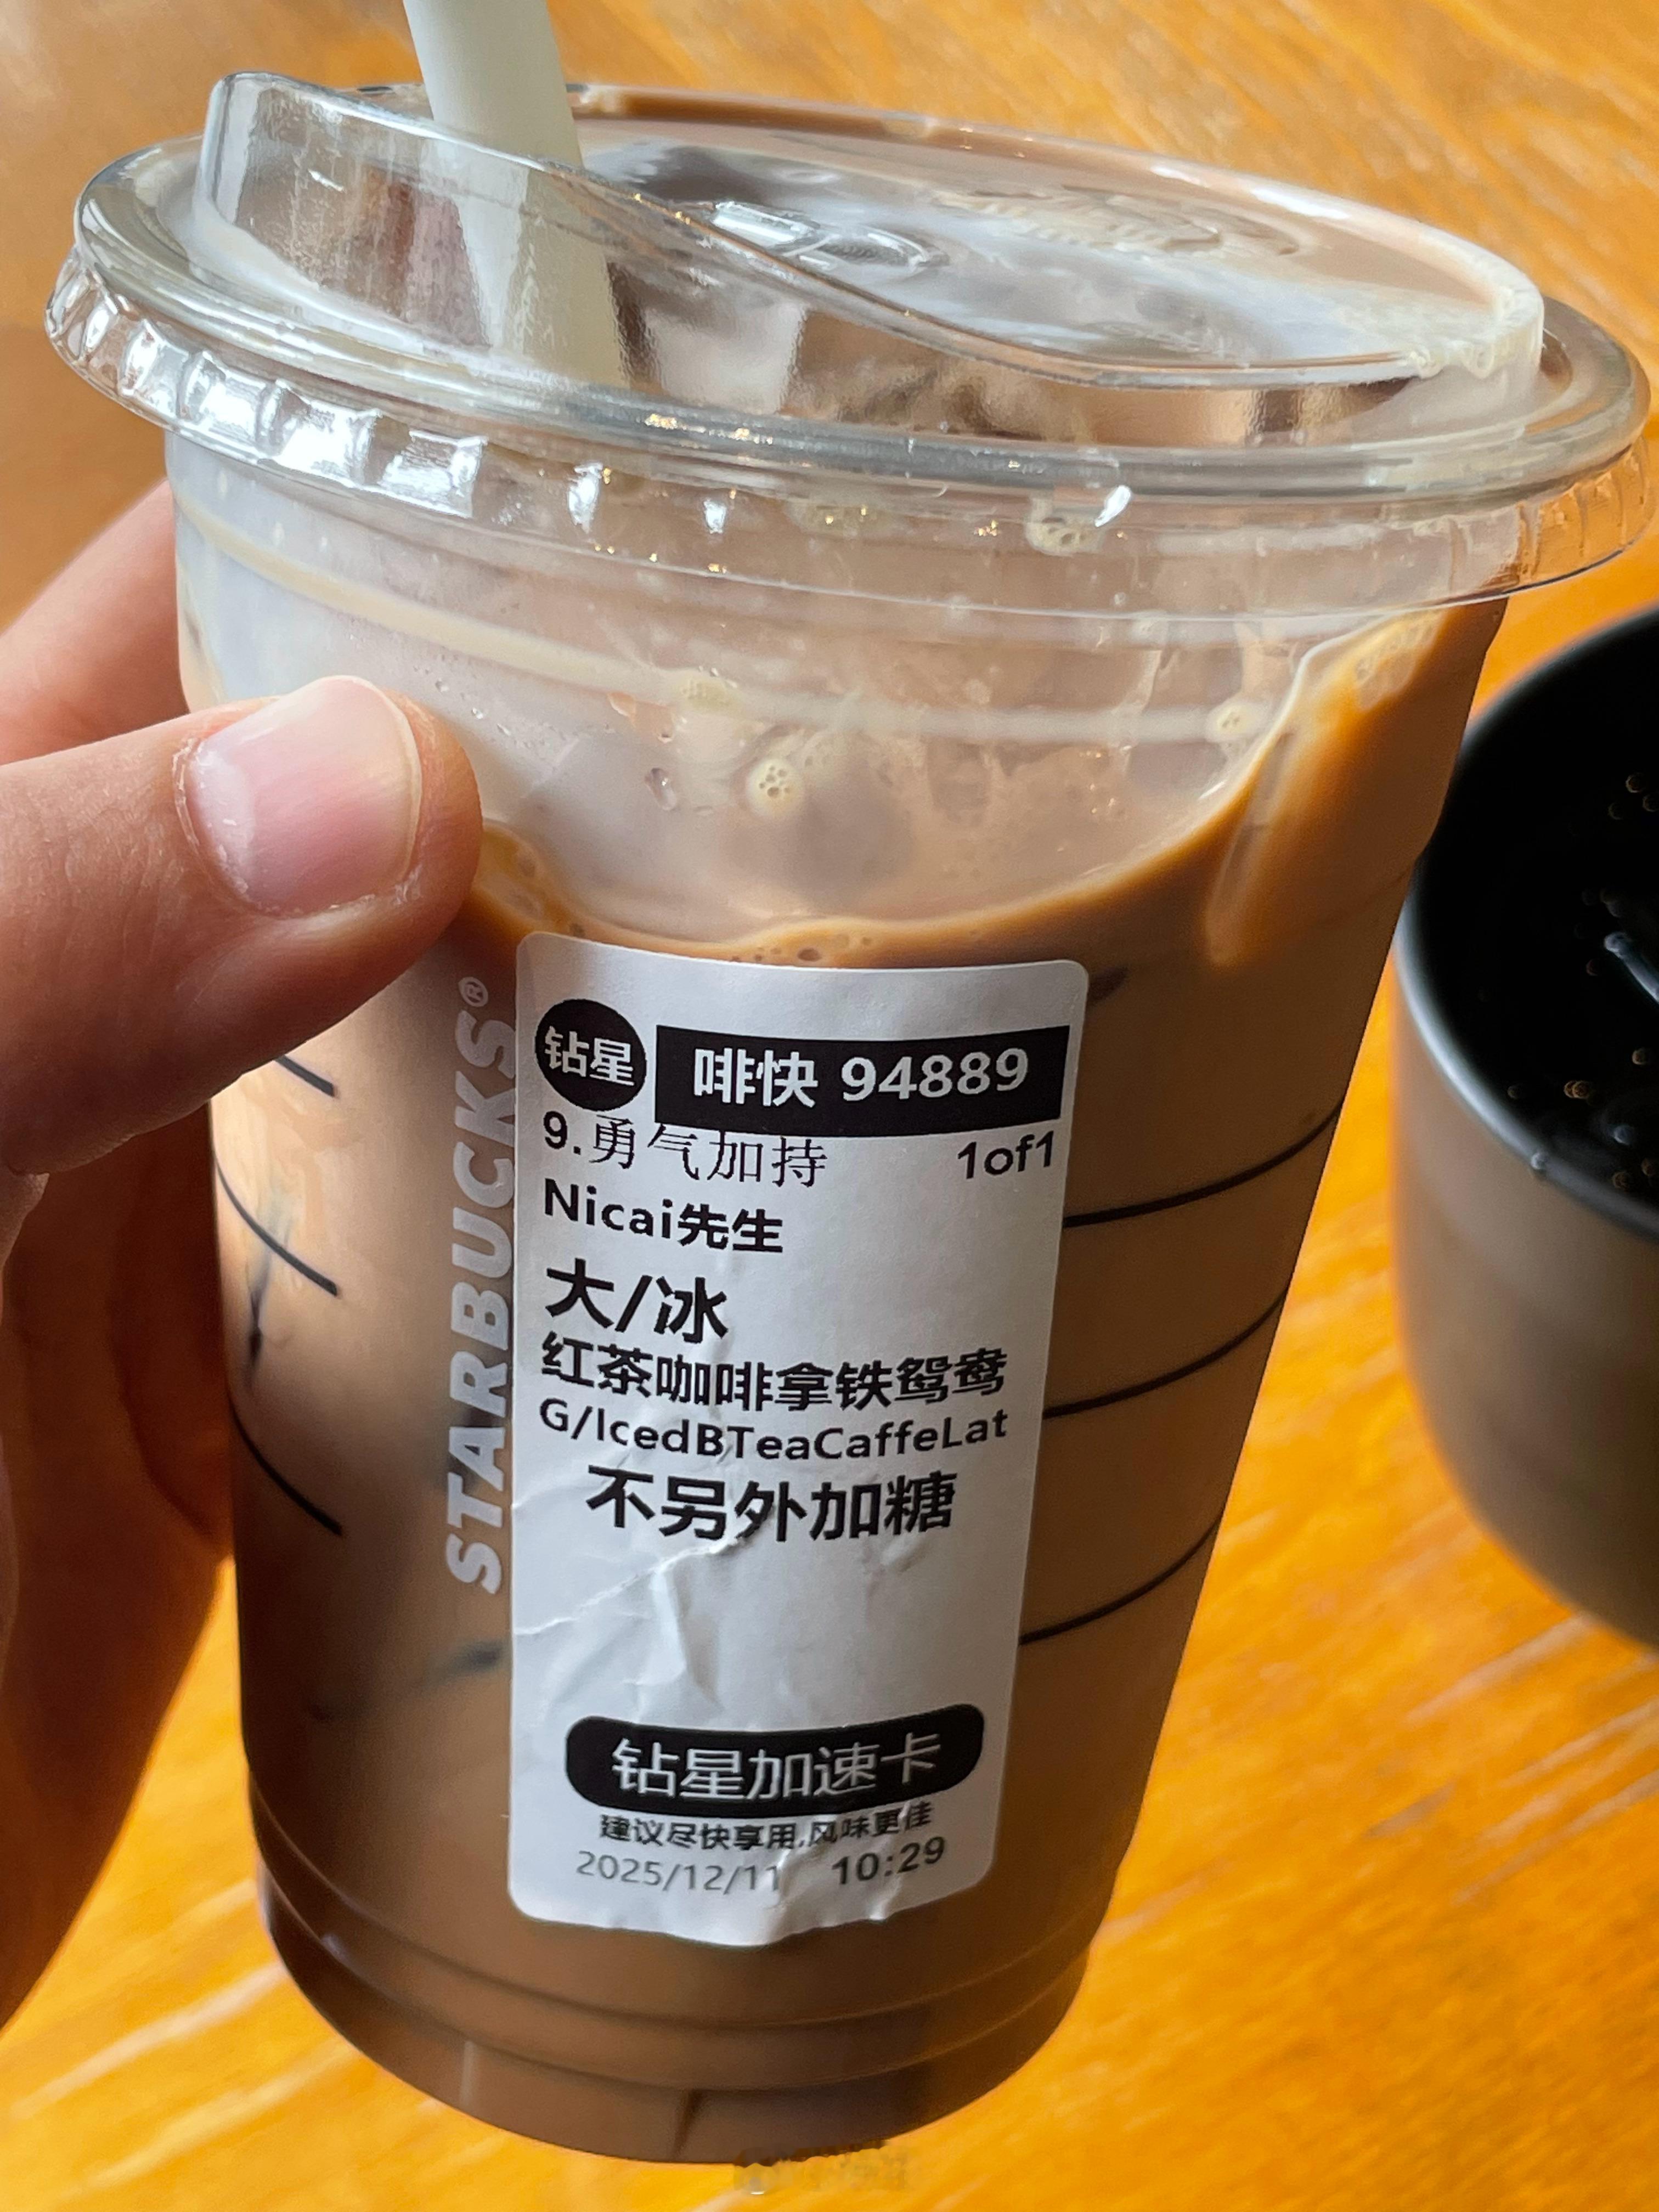 STARBUCKS®
钻星
啡快 94889
9.勇气加持 1of1
Nicai先生
大/冰
红茶咖啡拿铁鸳鸯
G/IcedBTeaCaffeLat
不另外加糖
钻星加速卡
建议尽快享用,风味更佳
2025/12/11 10:29